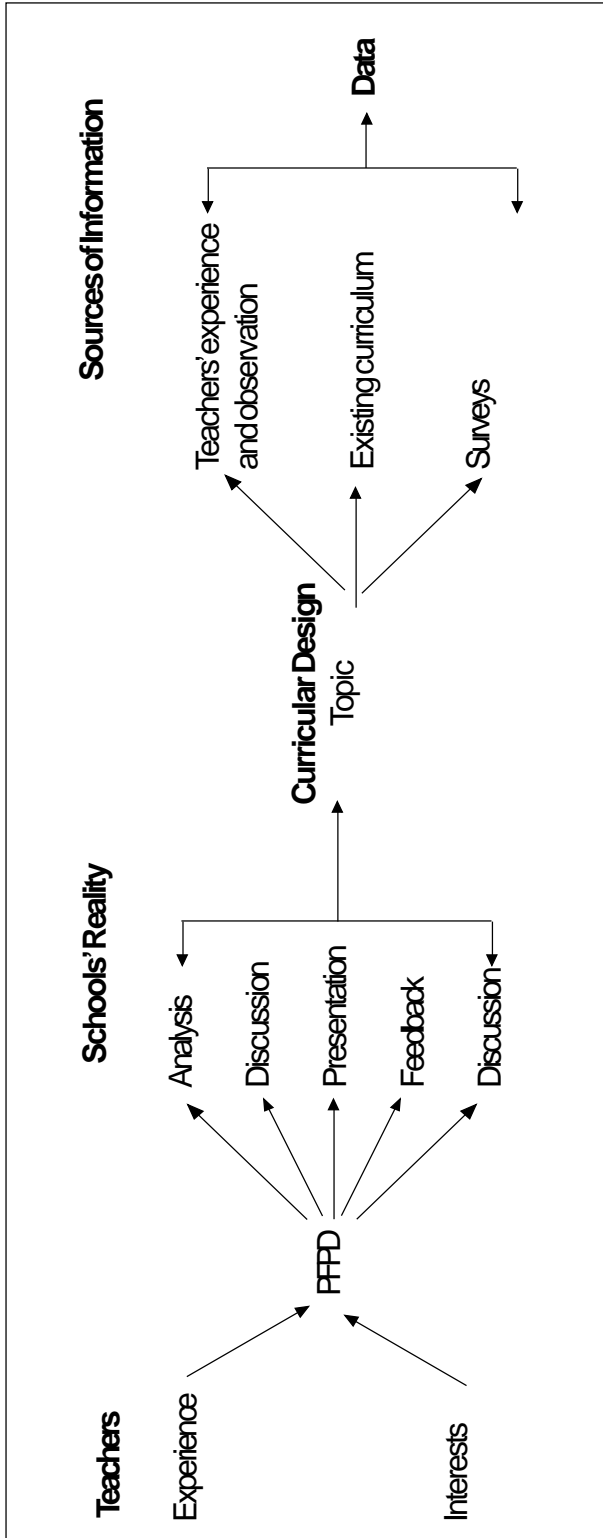 Teachers
Experience
Interests
PFPD
Schools' Reality
Analysis
Discussion
Presentation
Feedback
Discussion
Curricular Design
Topic
Sources of Information
Teachers' experience
and observation
Existing curriculum
Surveys
Data